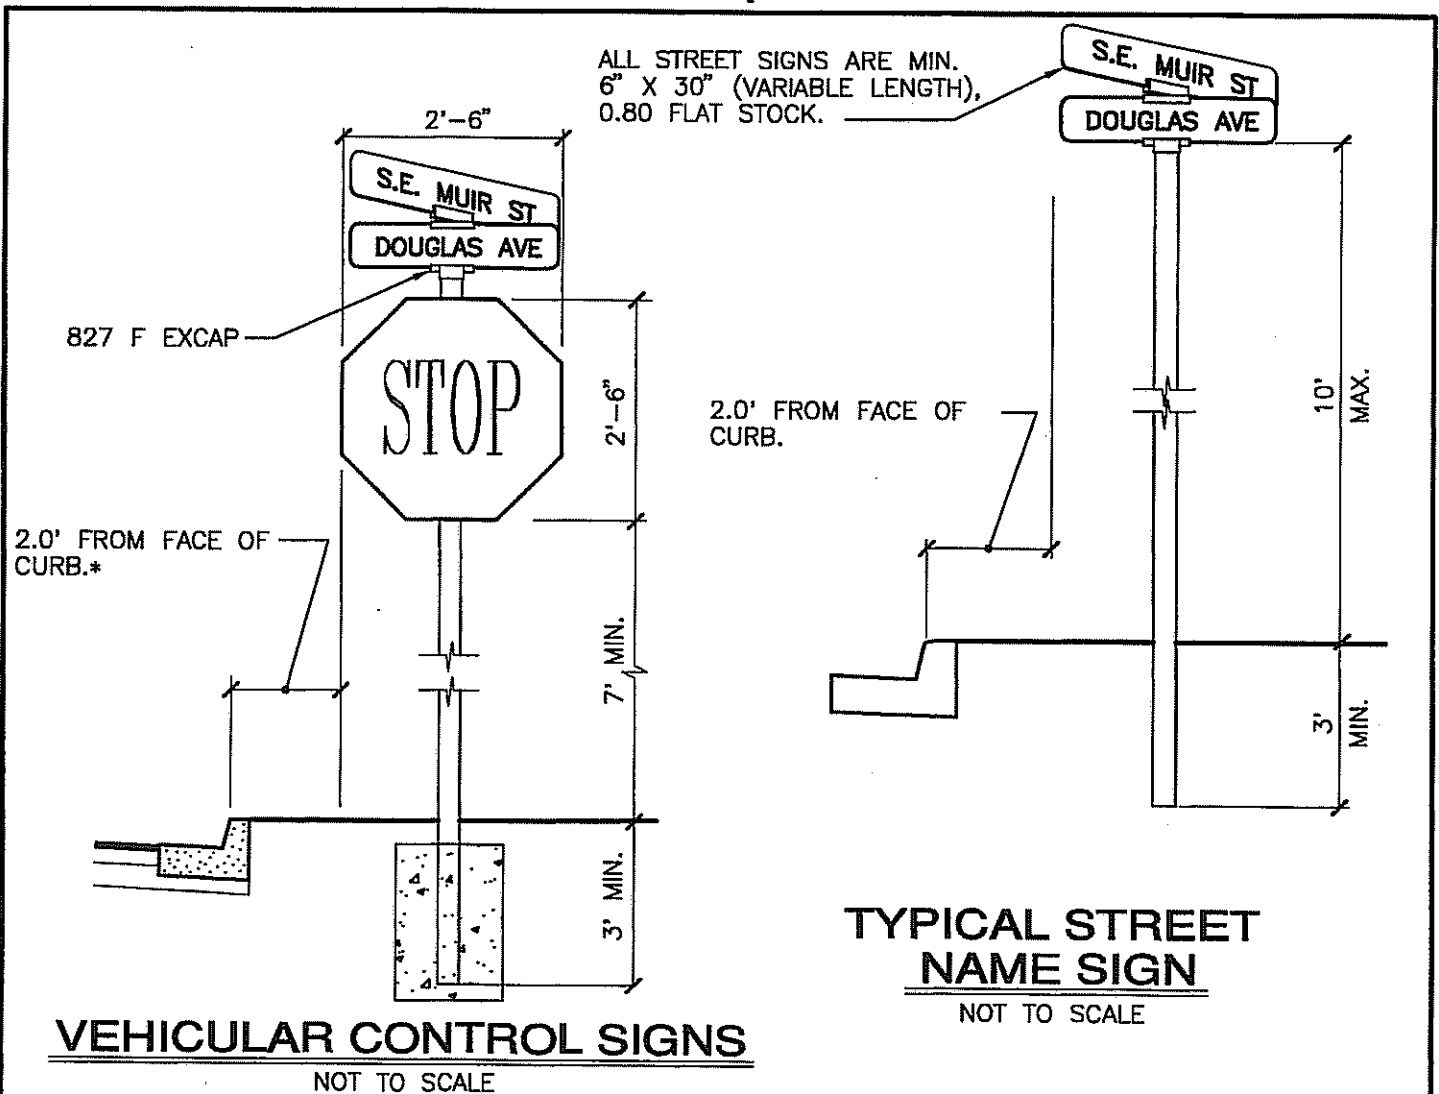 ALL STREET SIGNS ARE MIN.
6" X 30" (VARIABLE LENGTH),
0.80 FLAT STOCK.
S.E. MUIR ST
DOUGLAS AVE
2'-6"
S.E. MUIR ST
DOUGLAS AVE
827 F EXCAP
STOP
2'-6"
2.0' FROM FACE OF
CURB.*
7' MIN.
3' MIN.
2.0' FROM FACE OF
CURB.
10'
MAX.
3'
MIN.
VEHICULAR CONTROL SIGNS
NOT TO SCALE
TYPICAL STREET
NAME SIGN
NOT TO SCALE